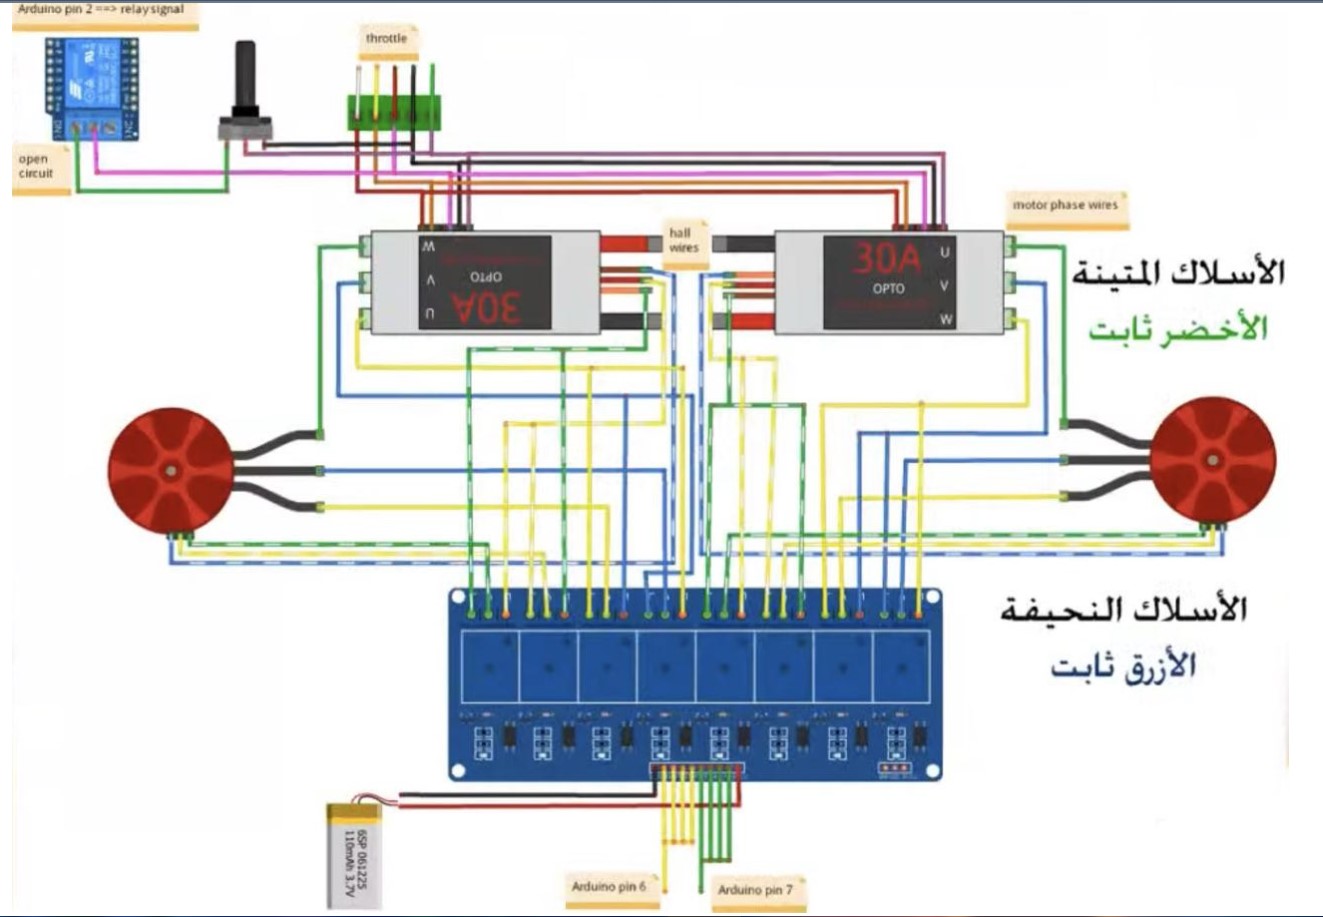 Arduino pin 2 ==> relay signal
throttle
open
circuit
motor phase wires
hall
wires
W
V
U
OPTO
30A
30A
OPTO
U
V
W
الأسلاك المتينة
الأخضر ثابت
الأسلاك النحيفة
الأزرق ثابت
6SP 061225
110mAh 3.7V
Arduino pin 6
Arduino pin 7